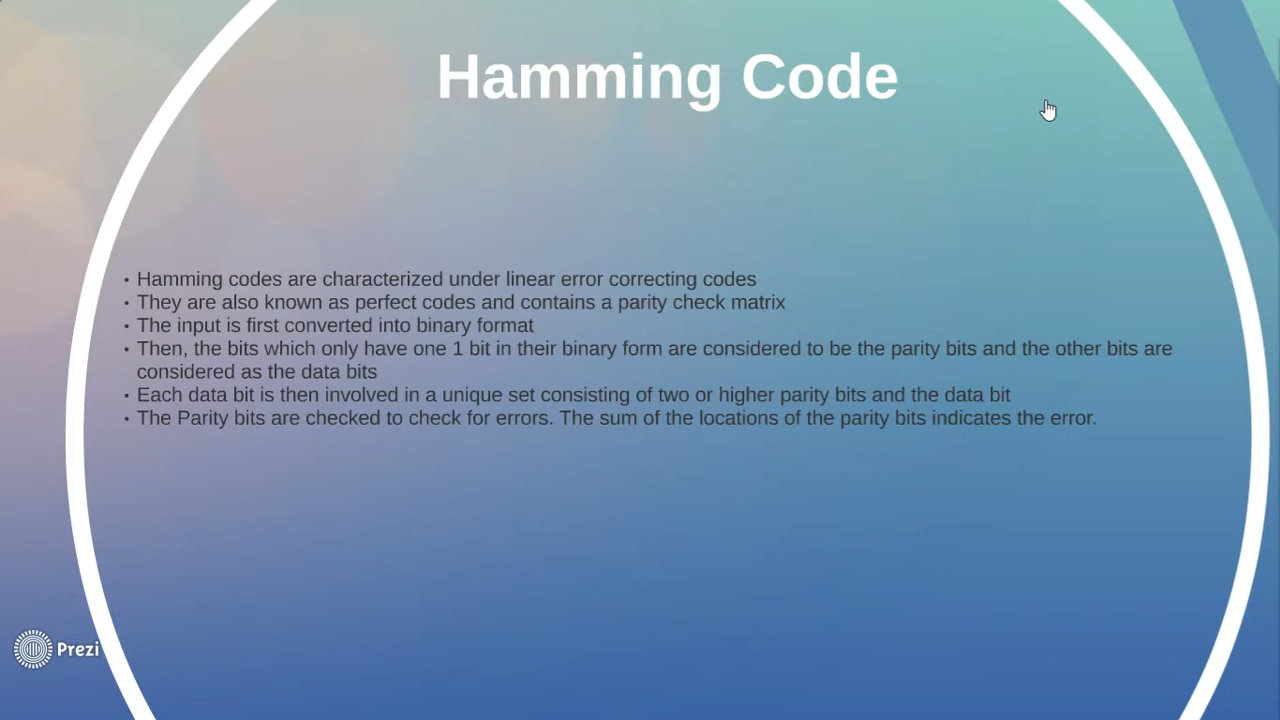 Hamming Code
• Hamming codes are characterized under linear error correcting codes
• They are also known as perfect codes and contains a parity check matrix
• The input is first converted into binary format
• Then, the bits which only have one 1 bit in their binary form are considered to be the parity bits and the other bits are
considered as the data bits
• Each data bit is then involved in a unique set consisting of two or higher parity bits and the data bit
• The Parity bits are checked to check for errors. The sum of the locations of the parity bits indicates the error.
Prezi